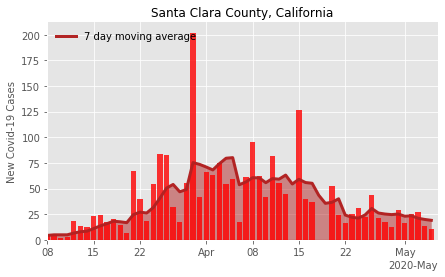 Santa Clara County, California
7 day moving average
New Covid-19 Cases
200
175
150
125
100
75
50
25
0
08
15
22
Apr
08
15
22
May
2020-May